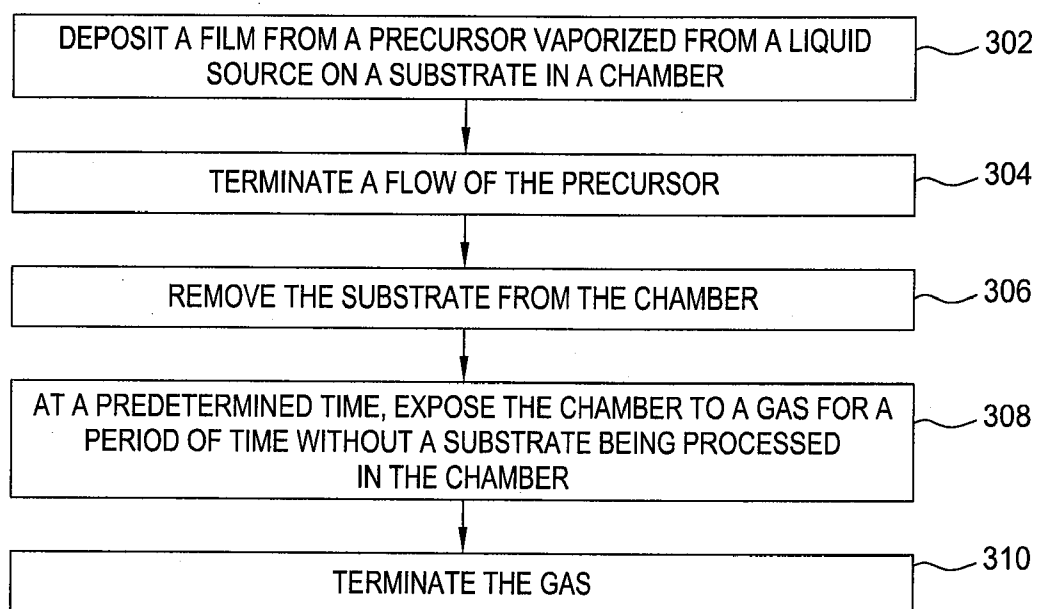 DEPOSIT A FILM FROM A PRECURSOR VAPORIZED FROM A LIQUID
SOURCE ON A SUBSTRATE IN A CHAMBER
302
TERMINATE A FLOW OF THE PRECURSOR
304
REMOVE THE SUBSTRATE FROM THE CHAMBER
306
AT A PREDETERMINED TIME, EXPOSE THE CHAMBER TO A GAS FOR A
PERIOD OF TIME WITHOUT A SUBSTRATE BEING PROCESSED
IN THE CHAMBER
308
TERMINATE THE GAS
310